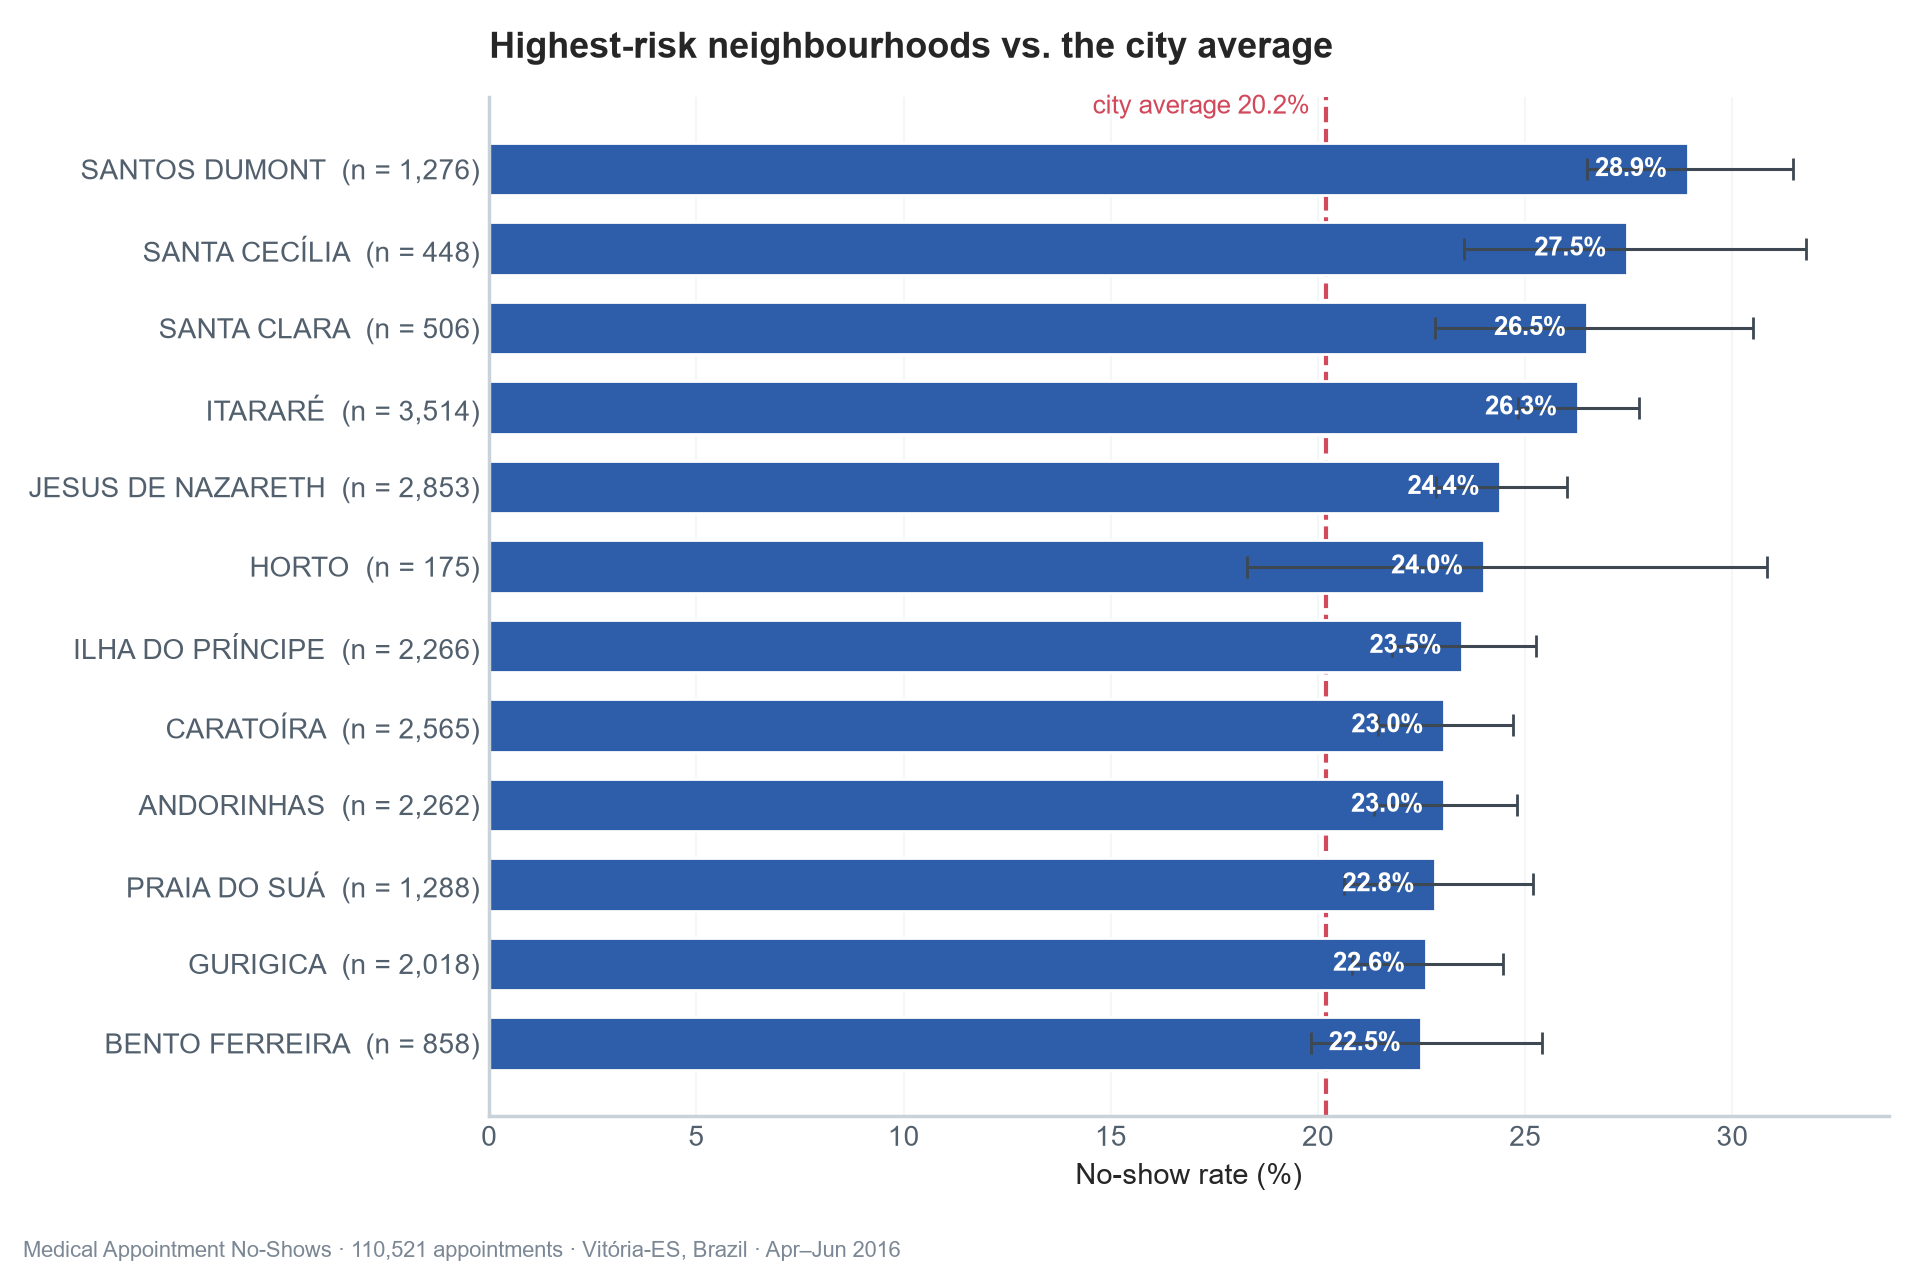 Highest-risk neighbourhoods vs. the city average
city average 20.2%
SANTOS DUMONT (n = 1,276) 28.9%
SANTA CECÍLIA (n = 448) 27.5%
SANTA CLARA (n = 506) 26.5%
ITARARÉ (n = 3,514) 26.3%
JESUS DE NAZARETH (n = 2,853) 24.4%
HORTO (n = 175) 24.0%
ILHA DO PRÍNCIPE (n = 2,266) 23.5%
CARATOÍRA (n = 2,565) 23.0%
ANDORINHAS (n = 2,262) 23.0%
PRAIA DO SUÁ (n = 1,288) 22.8%
GURIGICA (n = 2,018) 22.6%
BENTO FERREIRA (n = 858) 22.5%
0 5 10 15 20 25 30
No-show rate (%)
Medical Appointment No-Shows · 110,521 appointments · Vitória-ES, Brazil · Apr–Jun 2016